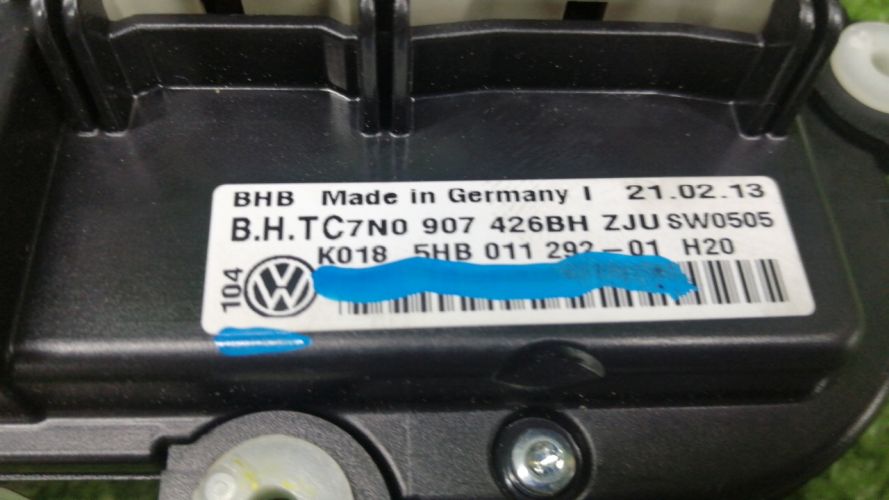 BHB Made in Germany I 21.02.13
B.H.TC7N0 907 426BH ZJU SW0505
K018 5HB 011 292-01 H20
104